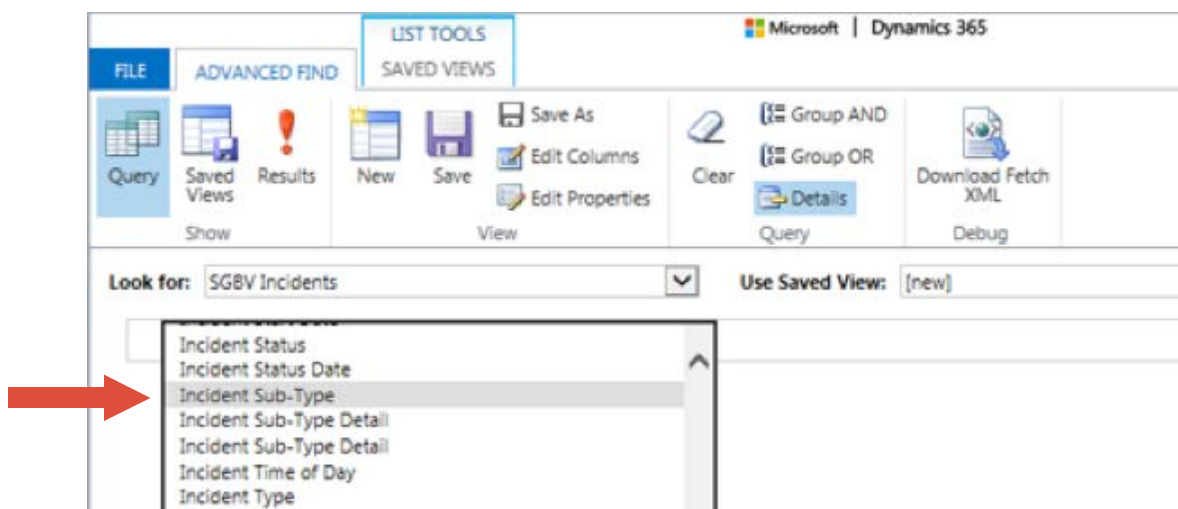 LIST TOOLS
Microsoft | Dynamics 365
FILE
ADVANCED FIND
SAVED VIEWS
Query
Saved Views
Results
New
Save
Save As
Edit Columns
Edit Properties
Clear
Group AND
Group OR
Details
Download Fetch XML
Show
View
Query
Debug
Look for: SGBV Incidents
Use Saved View: [new]
Incident Status
Incident Status Date
Incident Sub-Type
Incident Sub-Type Detail
Incident Sub-Type Detail
Incident Time of Day
Incident Type